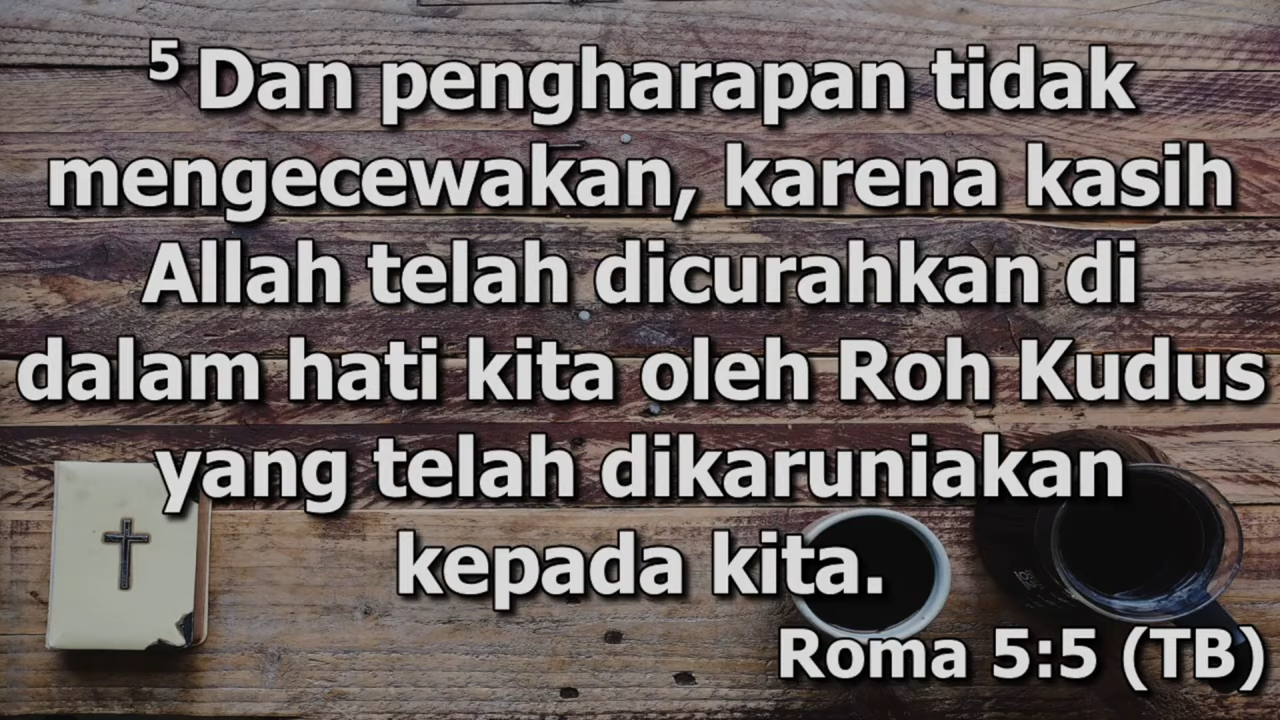 5 Dan pengharapan tidak
mengecewakan, karena kasih
Allah telah dicurahkan di
dalam hati kita oleh Roh Kudus
yang telah dikaruniakan
kepada kita.
Roma 5:5 (TB)